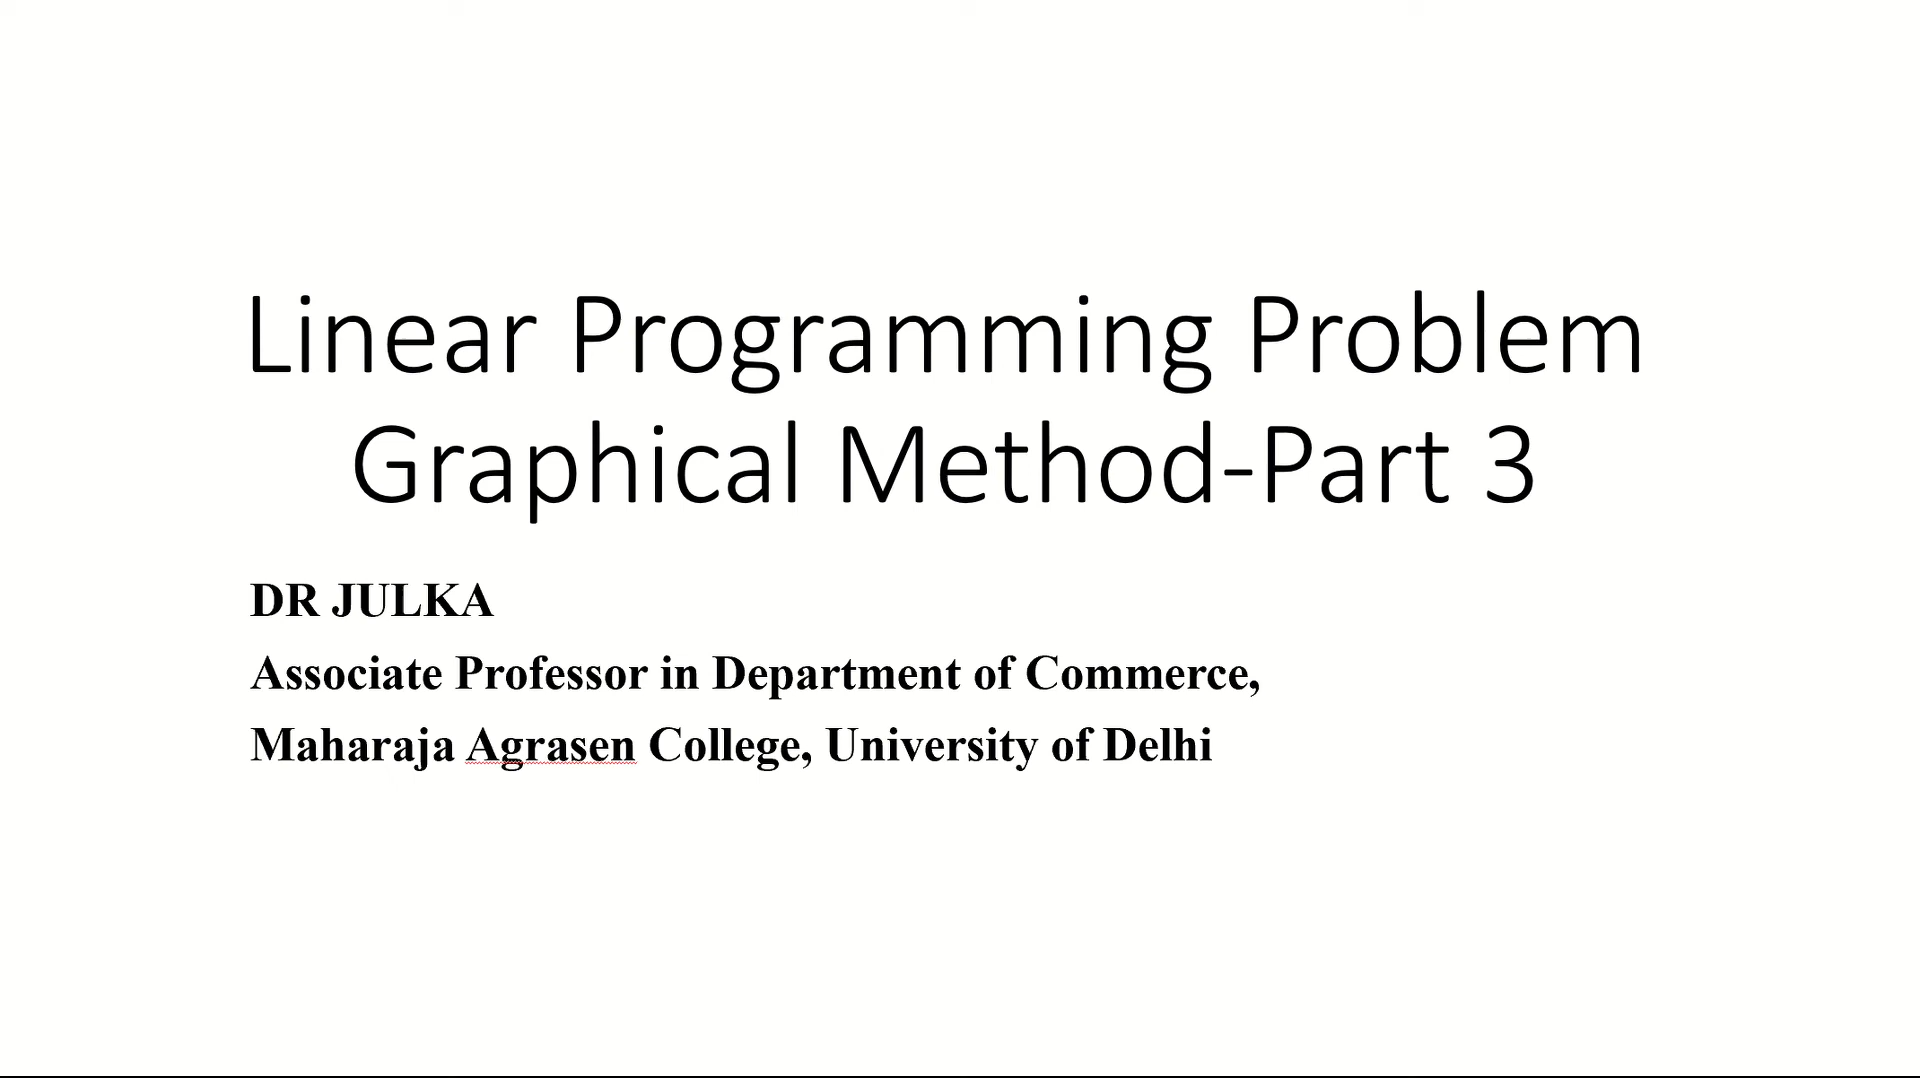 Linear Programming Problem
Graphical Method-Part 3
DR JULKA
Associate Professor in Department of Commerce,
Maharaja Agrasen College, University of Delhi